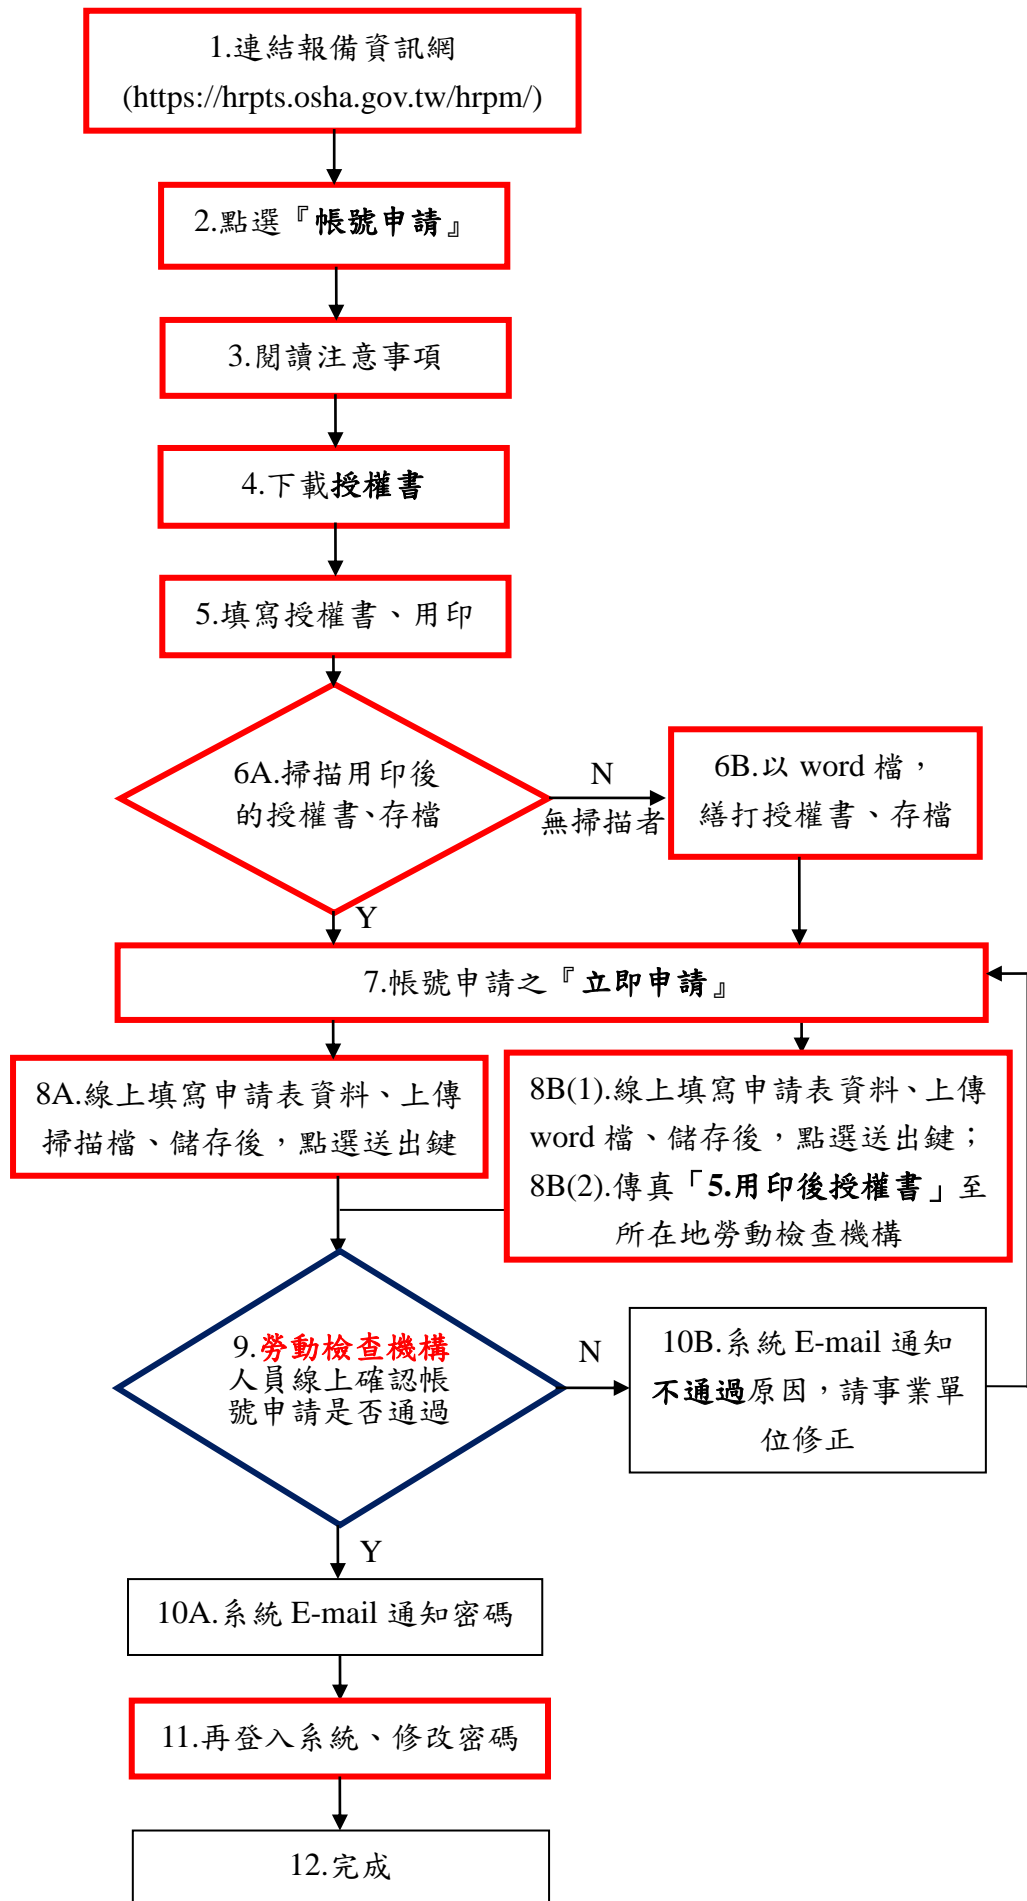 1.連結報備資訊網
(https://hrpts.osha.gov.tw/hrpm/)
2.點選『帳號申請』
3.閱讀注意事項
4.下載授權書
5.填寫授權書、用印
6A.掃描用印後
的授權書、存檔
N
無掃描者
6B.以 word 檔，
繕打授權書、存檔
Y
7.帳號申請之『立即申請』
8A.線上填寫申請表資料、上傳
掃描檔、儲存後，點選送出鍵
8B(1).線上填寫申請表資料、上傳
word 檔、儲存後，點選送出鍵；
8B(2).傳真「5.用印後授權書」至
所在地勞動檢查機構
9.勞動檢查機構
人員線上確認帳
號申請是否通過
N
10B.系統 E-mail 通知
不通過原因，請事業單
位修正
Y
10A.系統 E-mail 通知密碼
11.再登入系統、修改密碼
12.完成